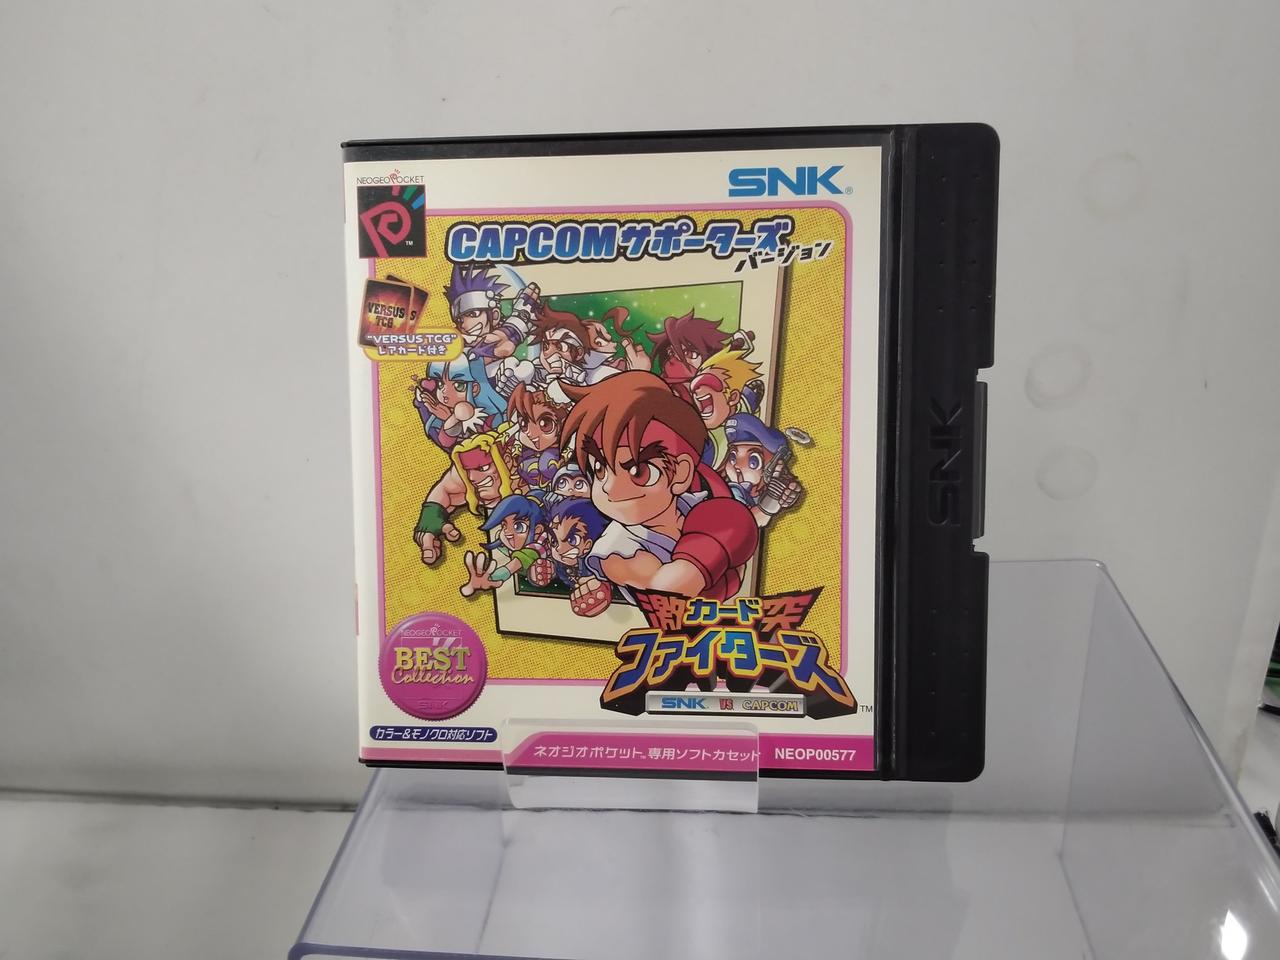 NEOGEO POCKET
TM
SNK®
CAPCOMサポーターズ
バージョン
VERSUS
TCG
S
"VERSUS TCG"
レアカード付き
SNK
激突
カード
ファイターズ
SNK VS. CAPCOM
TM
NEOGEO POCKET
BEST
Collection
SNK
カラー&モノクロ対応ソフト
ネオジオポケット™専用ソフトカセット
NEOP00577